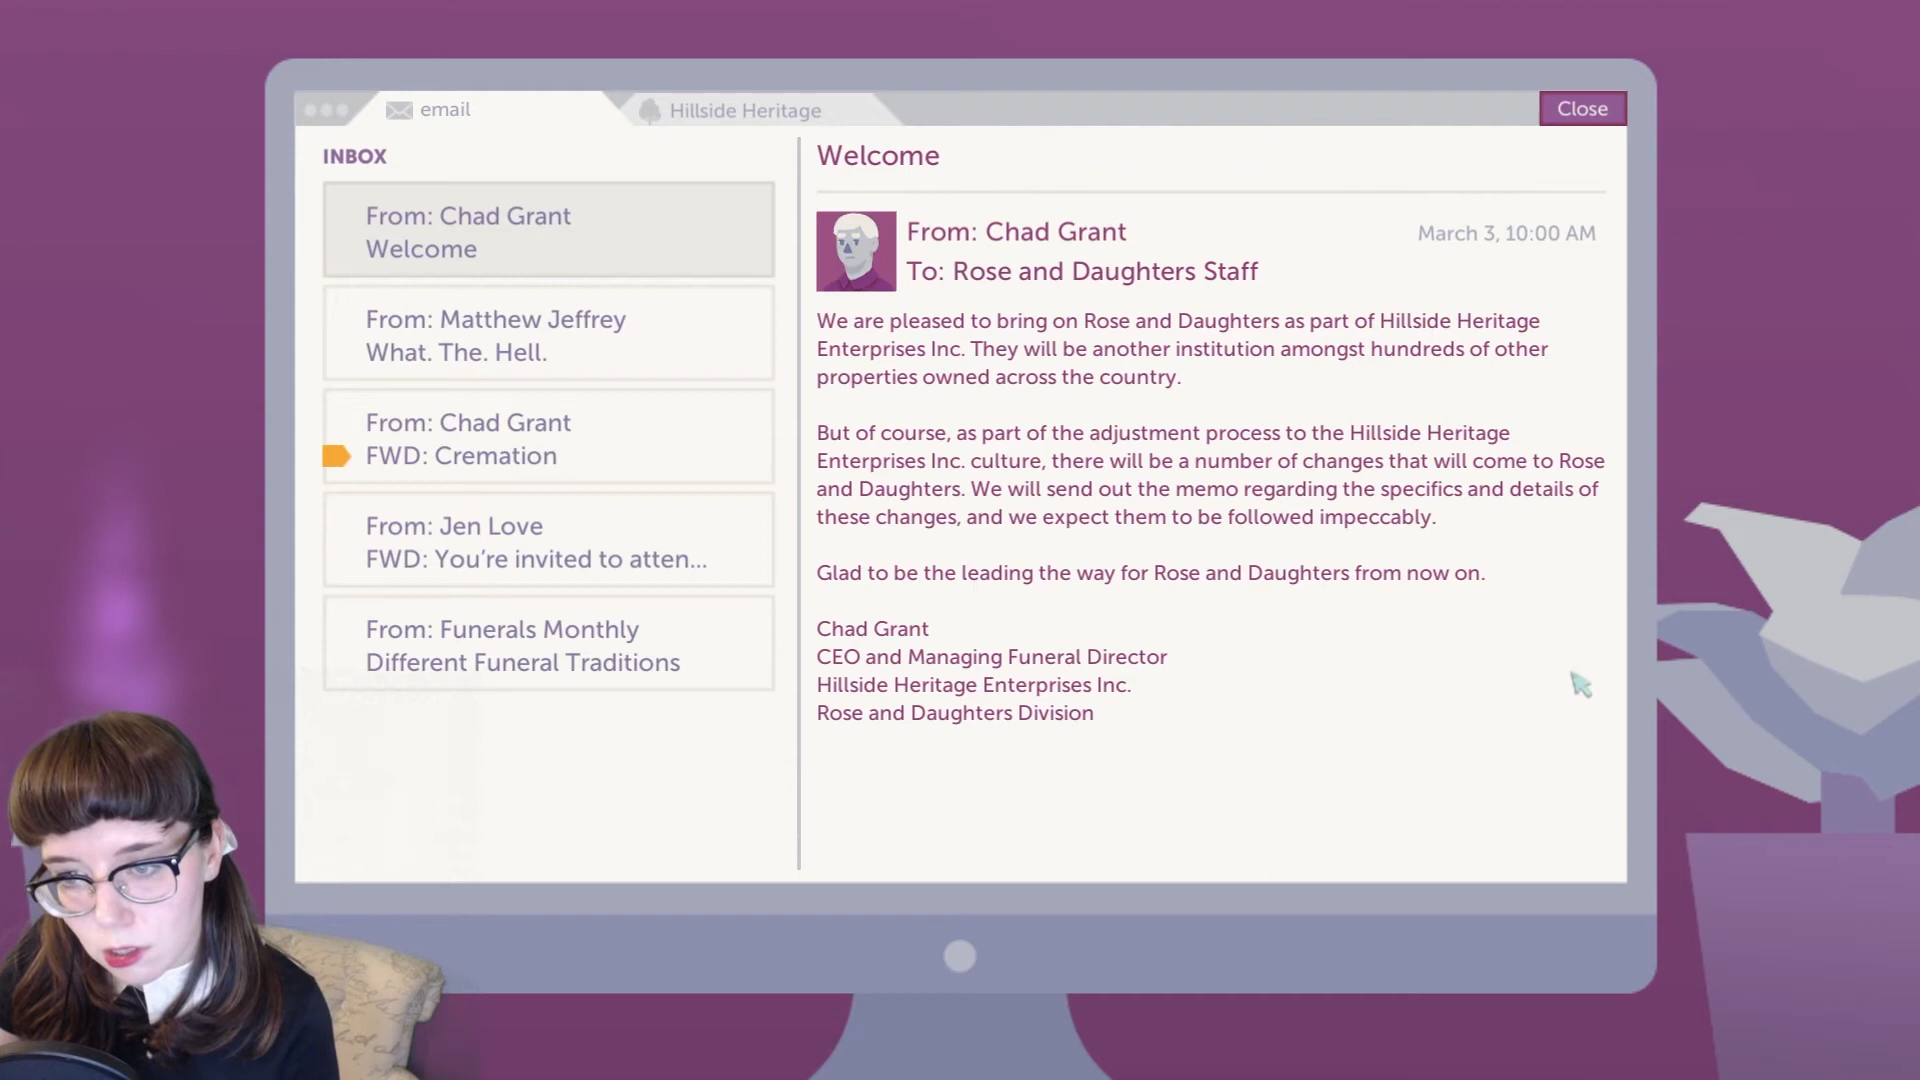 email
Hillside Heritage
Close
INBOX
From: Chad Grant
Welcome
From: Matthew Jeffrey
What. The. Hell.
From: Chad Grant
FWD: Cremation
From: Jen Love
FWD: You're invited to atten...
From: Funerals Monthly
Different Funeral Traditions
Welcome
From: Chad Grant
March 3, 10:00 AM
To: Rose and Daughters Staff
We are pleased to bring on Rose and Daughters as part of Hillside Heritage
Enterprises Inc. They will be another institution amongst hundreds of other
properties owned across the country.
But of course, as part of the adjustment process to the Hillside Heritage
Enterprises Inc. culture, there will be a number of changes that will come to Rose
and Daughters. We will send out the memo regarding the specifics and details of
these changes, and we expect them to be followed impeccably.
Glad to be the leading the way for Rose and Daughters from now on.
Chad Grant
CEO and Managing Funeral Director
Hillside Heritage Enterprises Inc.
Rose and Daughters Division